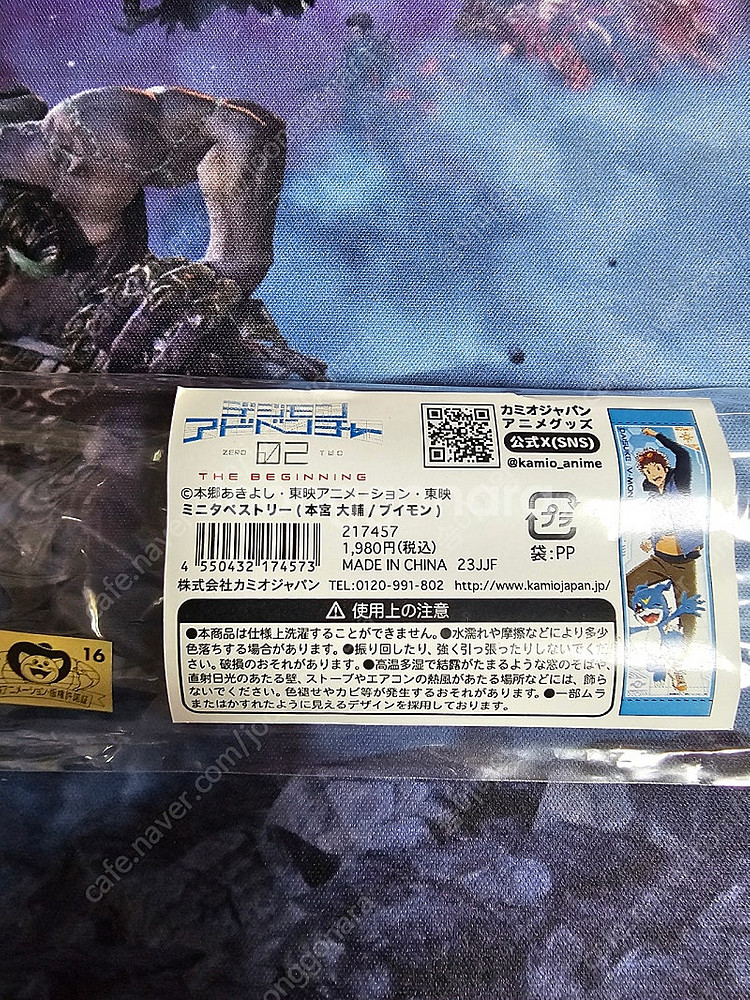 デジモン
アドベンチャー
ZERO 02 TWO
THE BEGINNING
カミオジャパン
アニメグッズ
公式X(SNS)
@kamio_anime
©本郷あきよし・東映アニメーション・東映
ミニタペストリー(本宮 大輔/ブイモン)
217457
1,980円(税込)
MADE IN CHINA 23JJF
4 550432 174573
プラ
袋:PP
株式会社カミオジャパン TEL:0120-991-802 http://www.kamiojapan.jp/
⚠ 使用上の注意
●本商品は仕様上洗濯することができません。●水濡れや摩擦などにより多少
色落ちする場合があります。●振り回したり、強く引っ張ったりしないでくだ
さい。破損のおそれがあります。●高温多湿で結露がたまるような窓のそばや、
直射日光のあたる壁、ストーブやエアコンの熱風があたる場所などには、飾ら
ないでください。色褪せやカビ等が発生するおそれがあります。●一部ムラ
またはかすれたように見えるデザインを採用しております。
DAISUKE
16
アニメーション版権許諾証
cafe.naver.com/joonggonara